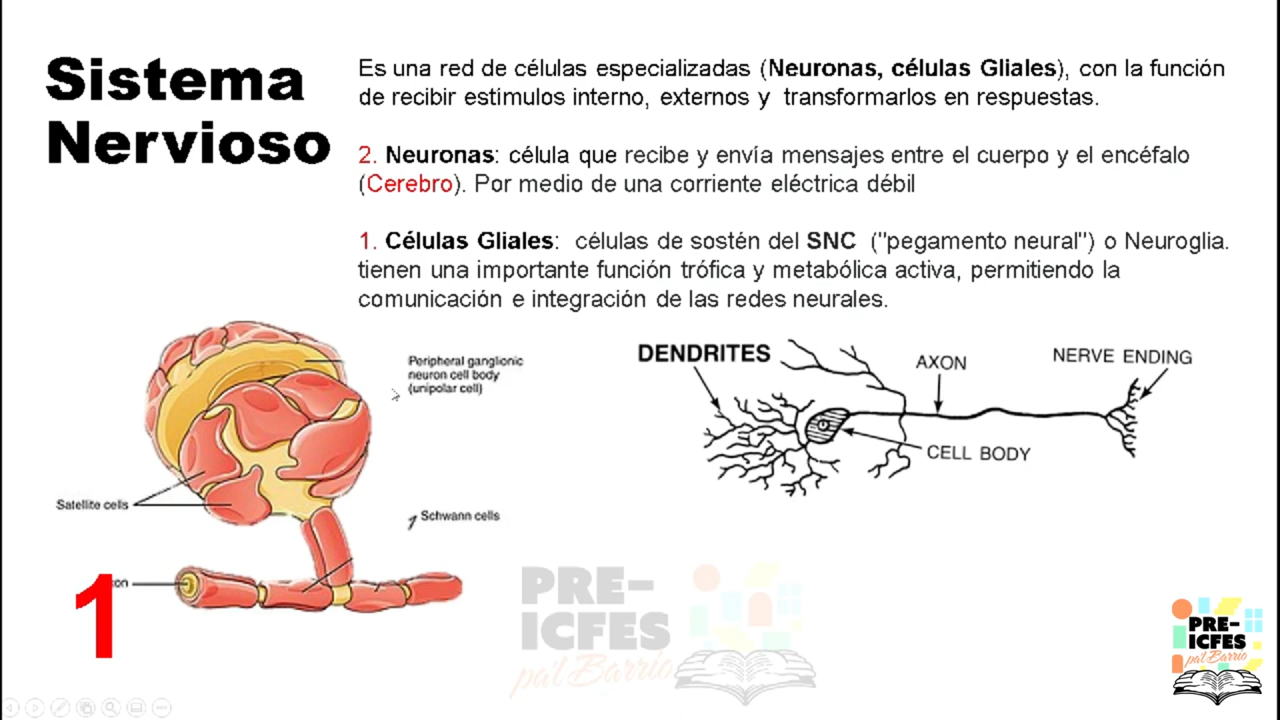 Sistema
Nervioso
Es una red de células especializadas (Neuronas, células Gliales), con la función
de recibir estimulos interno, externos y transformarlos en respuestas.
2. Neuronas: célula que recibe y envía mensajes entre el cuerpo y el encéfalo
(Cerebro). Por medio de una corriente eléctrica débil
1. Células Gliales: células de sostén del SNC ("pegamento neural") o Neuroglia.
tienen una importante función trófica y metabólica activa, permitiendo la
comunicación e integración de las redes neurales.
Peripheral ganglionic
neuron cell body
(unipolar cell)
Satellite cells
Schwann cells
1
DENDRITES
AXON
NERVE ENDING
CELL BODY
PRE-
ICFES
pa'l Barrio
PRE-
ICFES
pa'l Barrio